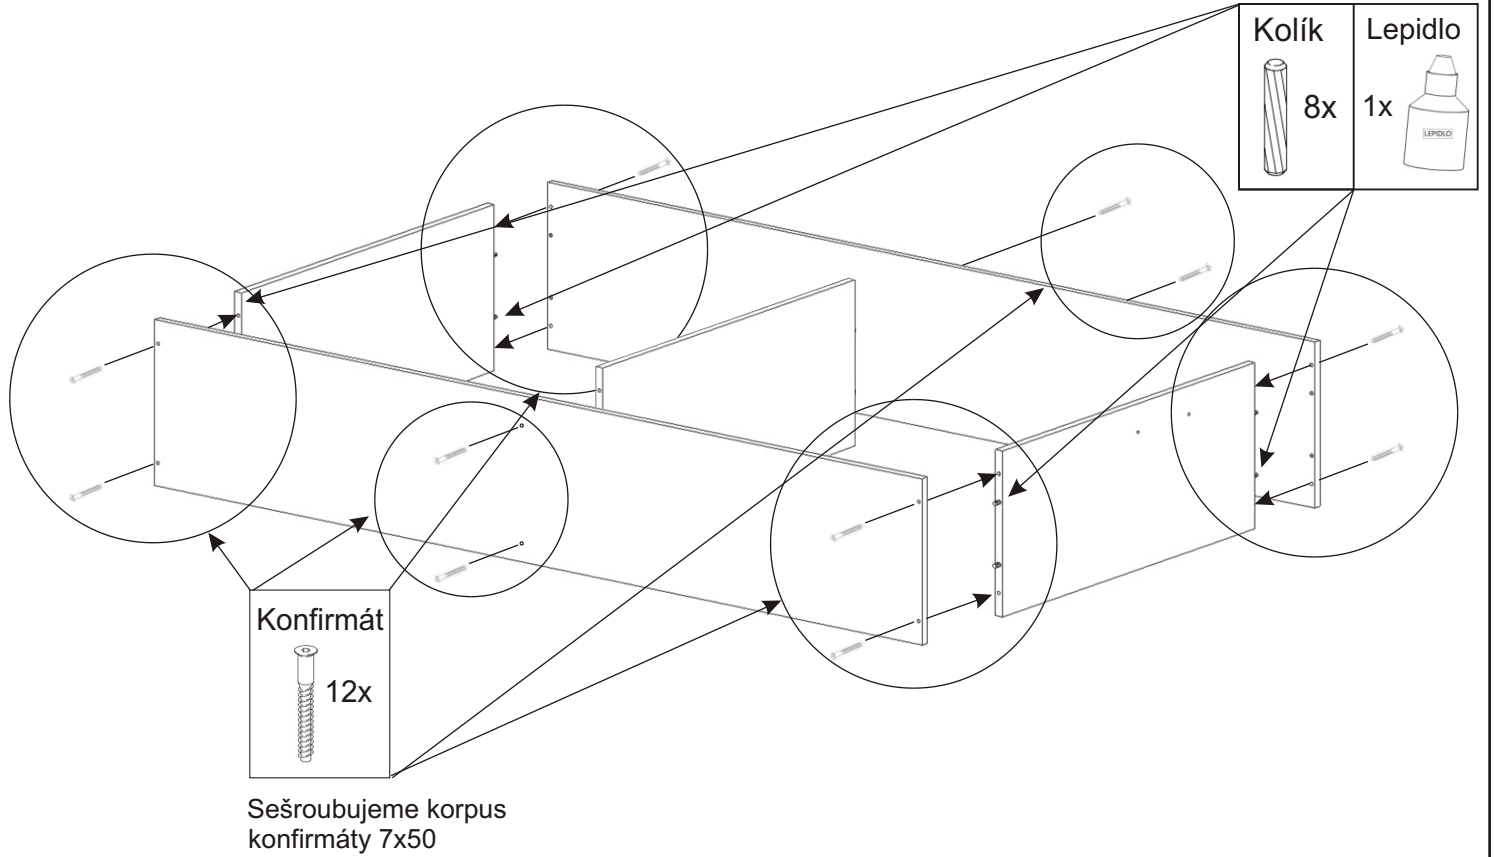 Kolík
8x
Lepidlo
1x
LEPIDLO
Konfirmát
12x
Sešroubujeme korpus
konfirmáty 7x50